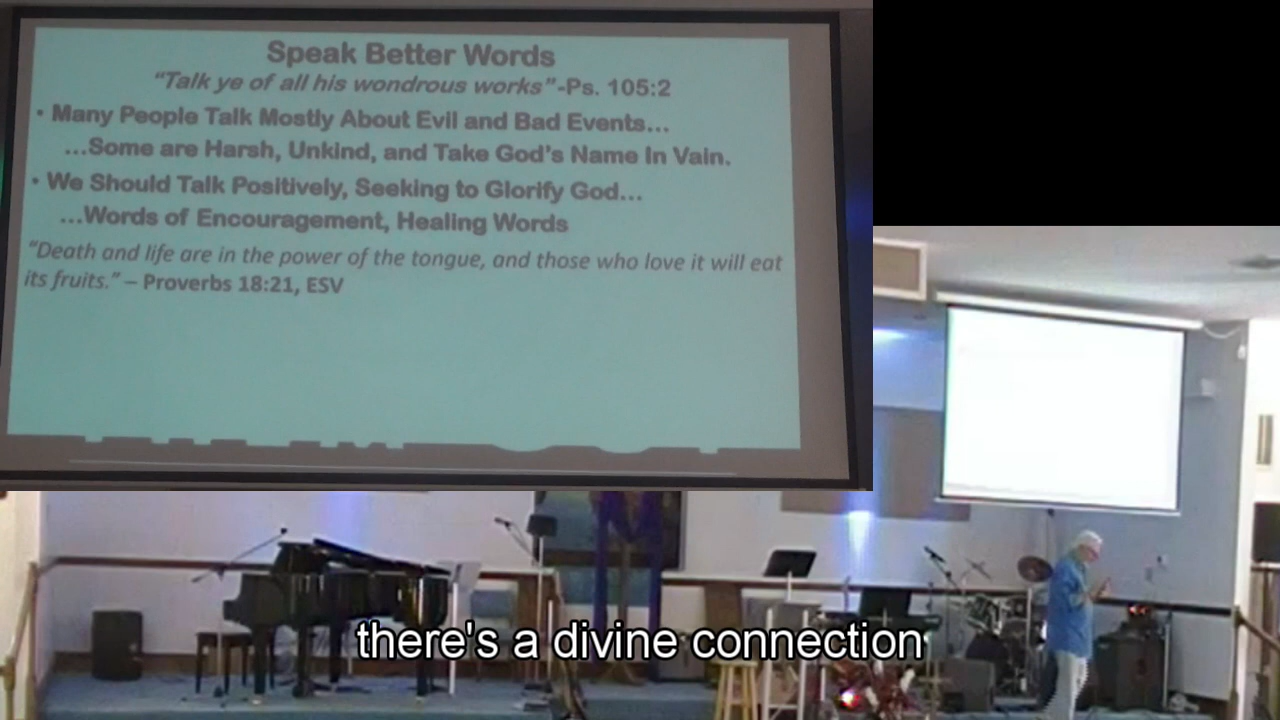 Speak Better Words
“Talk ye of all his wondrous works”-Ps. 105:2
• Many People Talk Mostly About Evil and Bad Events...
...Some are Harsh, Unkind, and Take God's Name In Vain.
• We Should Talk Positively, Seeking to Glorify God...
...Words of Encouragement, Healing Words
“Death and life are in the power of the tongue, and those who love it will eat
its fruits.” – Proverbs 18:21, ESV
there's a divine connection